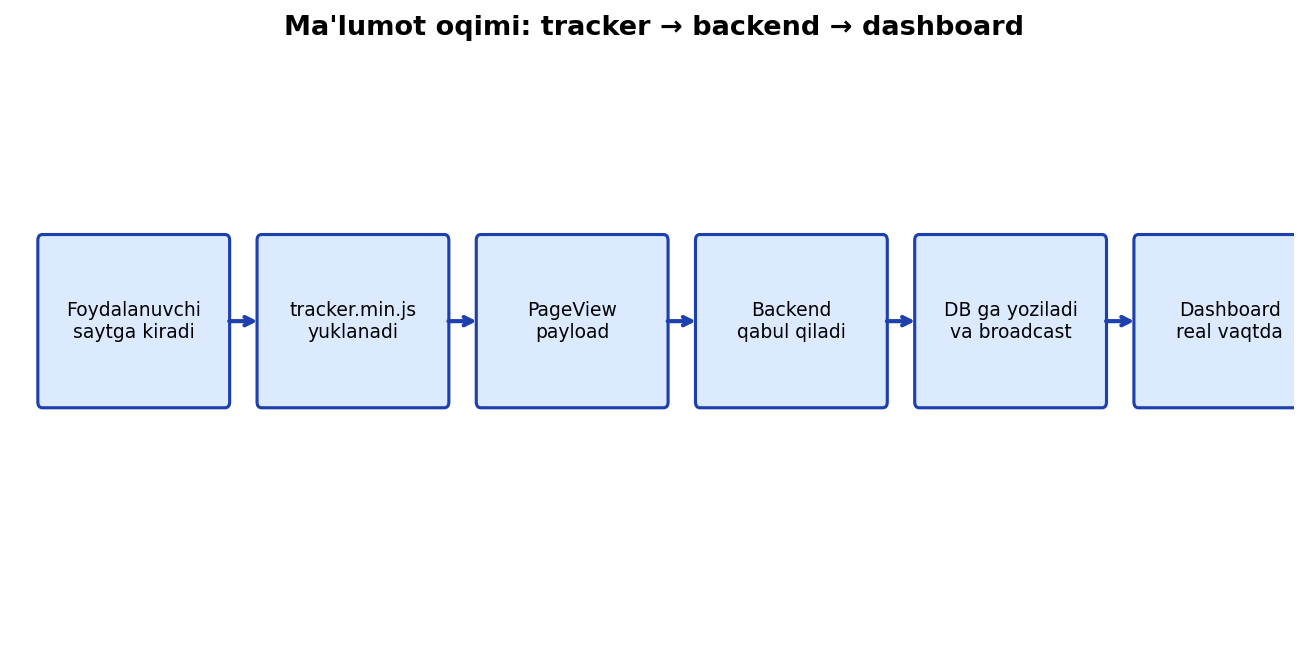 Ma'lumot oqimi: tracker → backend → dashboard
Foydalanuvchi
saytga kiradi
tracker.min.js
yuklanadi
PageView
payload
Backend
qabul qiladi
DB ga yoziladi
va broadcast
Dashboard
real vaqtda